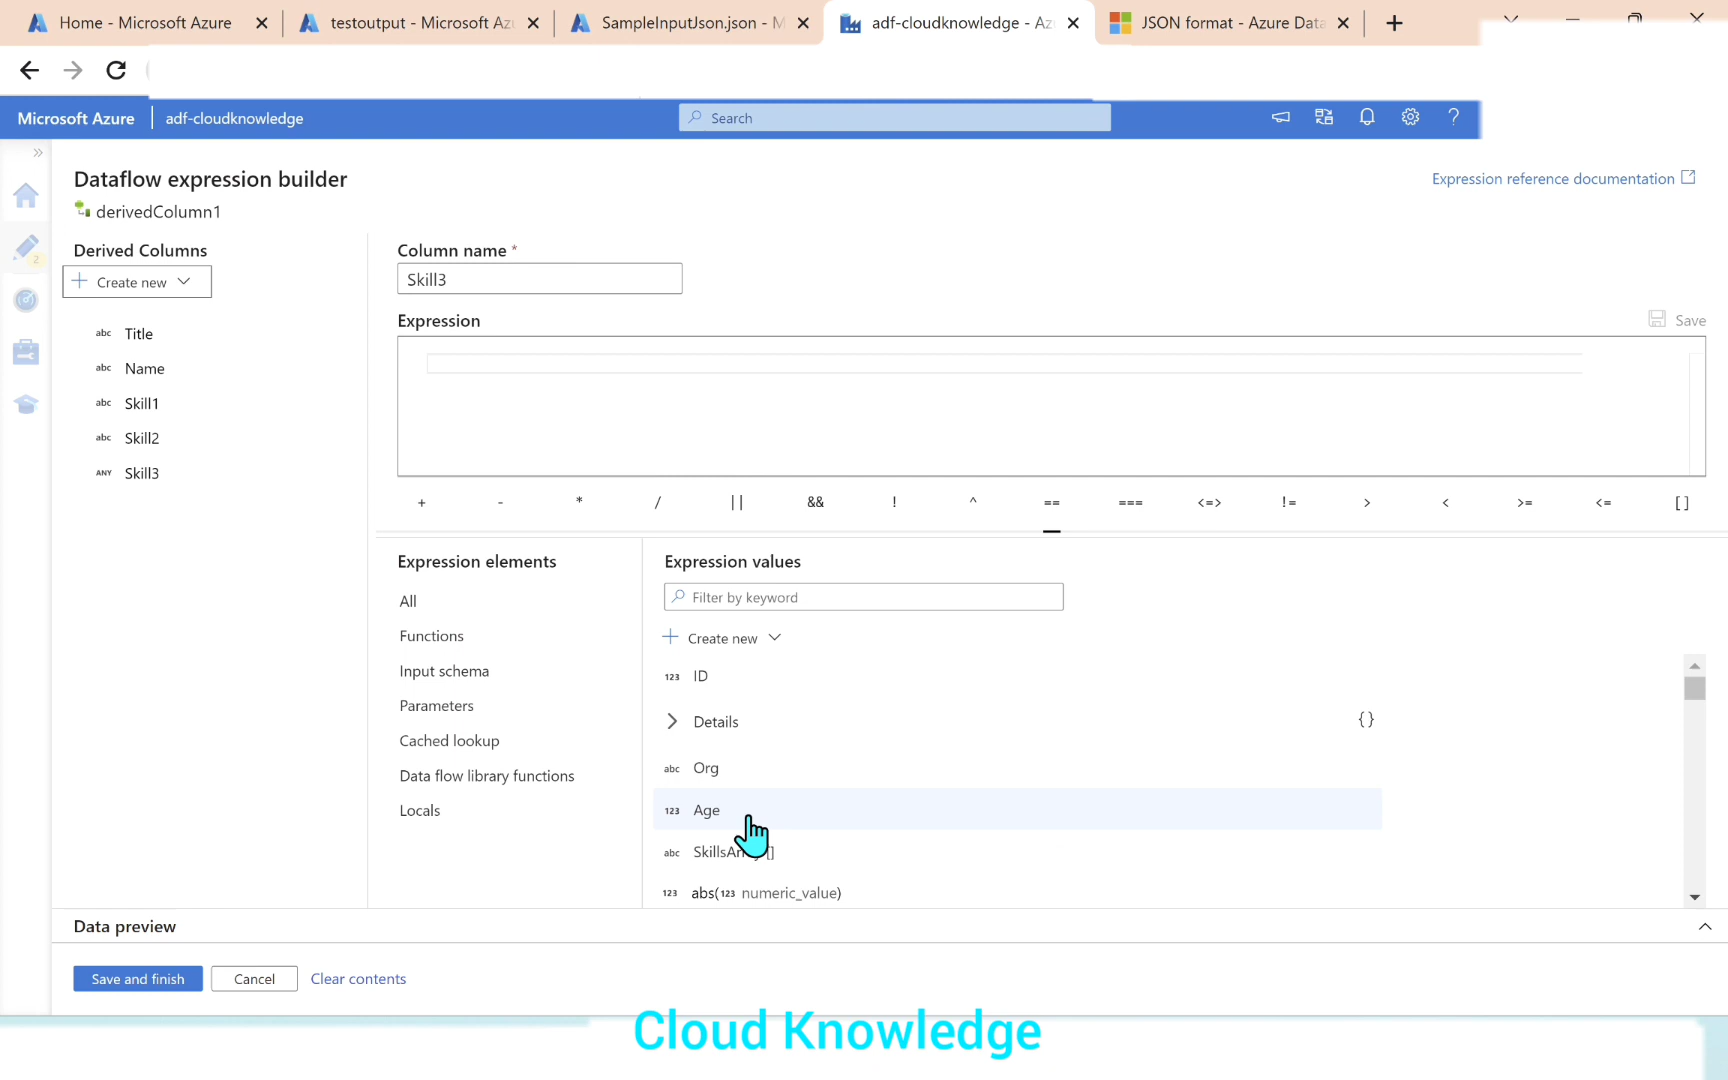 Home - Microsoft Azure
testoutput - Microsoft Az
SampleInputJson.json - M
adf-cloudknowledge - Az
JSON format - Azure Data
Microsoft Azure
adf-cloudknowledge
Search
Dataflow expression builder
Expression reference documentation
derivedColumn1
Derived Columns
Column name *
Create new
Skill3
Expression
Save
abc Title
abc Name
abc Skill1
abc Skill2
ANY Skill3
+ - * / || && ! ^ == === <=> != > < >= <= []
Expression elements
Expression values
All
Filter by keyword
Functions
Create new
Input schema
123 ID
Parameters
Details {}
Cached lookup
abc Org
Data flow library functions
123 Age
Locals
abc SkillsArray []
123 abs(123 numeric_value)
Data preview
Save and finish
Cancel
Clear contents
Cloud Knowledge